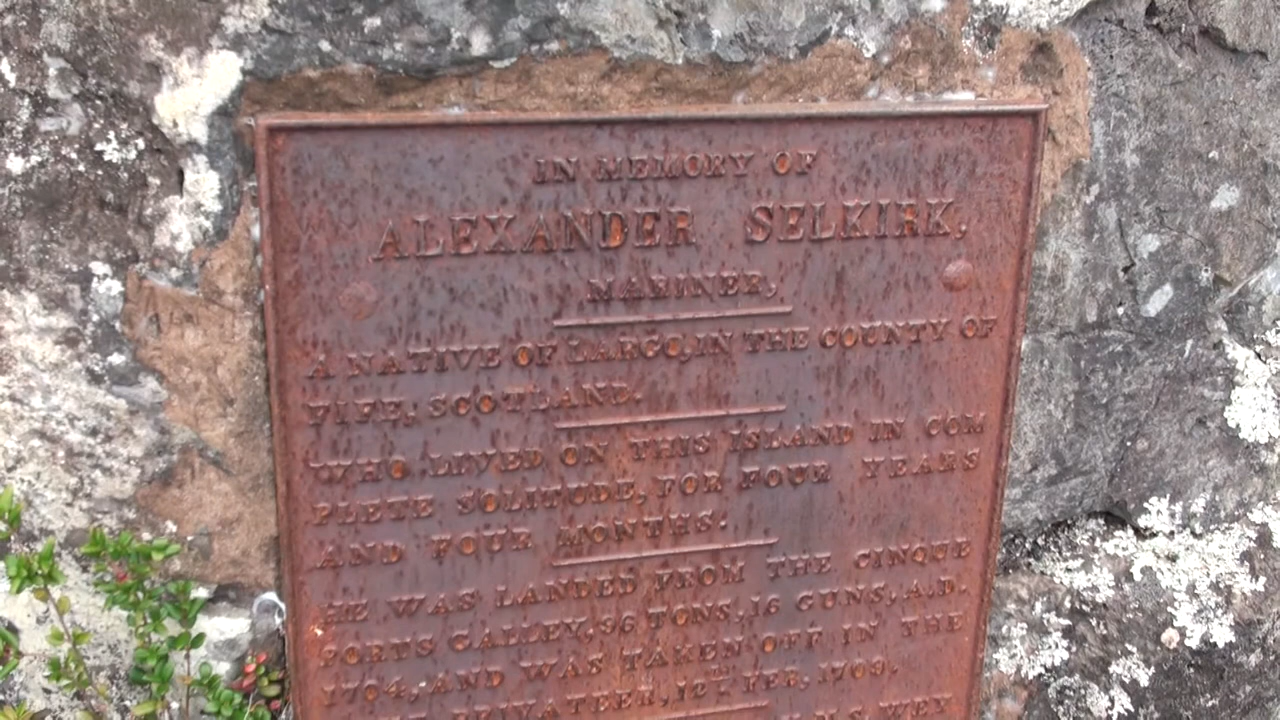 IN MEMORY OF
ALEXANDER SELKIRK,
MARINER,
A NATIVE OF LARGO, IN THE COUNTY OF
FIFE, SCOTLAND.
WHO LIVED ON THIS ISLAND IN COM
PLETE SOLITUDE, FOR FOUR YEARS
AND FOUR MONTHS.
HE WAS LANDED FROM THE CINQUE
PORTS GALLEY, 96 TONS, 16 GUNS, A.D.
1704, AND WAS TAKEN OFF IN THE
PRIVATEER, 12TH FEB, 1709.
H.M.S. WEY